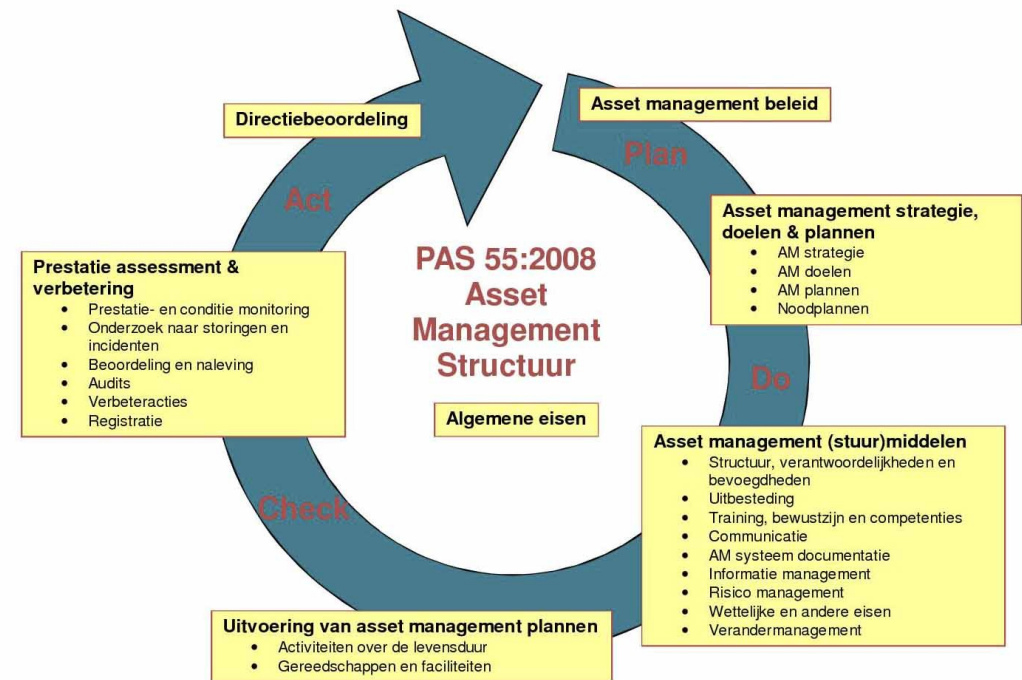 Asset management beleid
Plan
Asset management strategie,
doelen & plannen
• AM strategie
• AM doelen
• AM plannen
• Noodplannen
Do
Asset management (stuur)middelen
• Structuur, verantwoordelijkheden en
bevoegdheden
• Uitbesteding
• Training, bewustzijn en competenties
• Communicatie
• AM systeem documentatie
• Informatie management
• Risico management
• Wettelijke en andere eisen
• Verandermanagement
Uitvoering van asset management plannen
• Activiteiten over de levensduur
• Gereedschappen en faciliteiten
Check
Prestatie assessment &
verbetering
• Prestatie- en conditie monitoring
• Onderzoek naar storingen en
incidenten
• Beoordeling en naleving
• Audits
• Verbeteracties
• Registratie
Act
Directiebeoordeling
PAS 55:2008
Asset
Management
Structuur
Algemene eisen